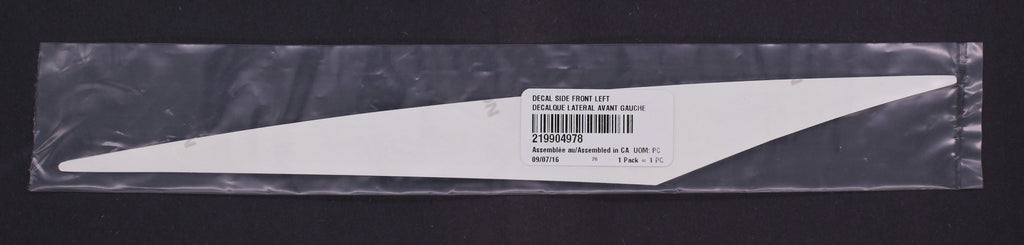 DECAL SIDE FRONT LEFT
DECALQUE LATERAL AVANT GAUCHE
219904978
Assemblée au/Assembled in CA UOM: PC
09/07/16 76 1 Pack = 1 PC